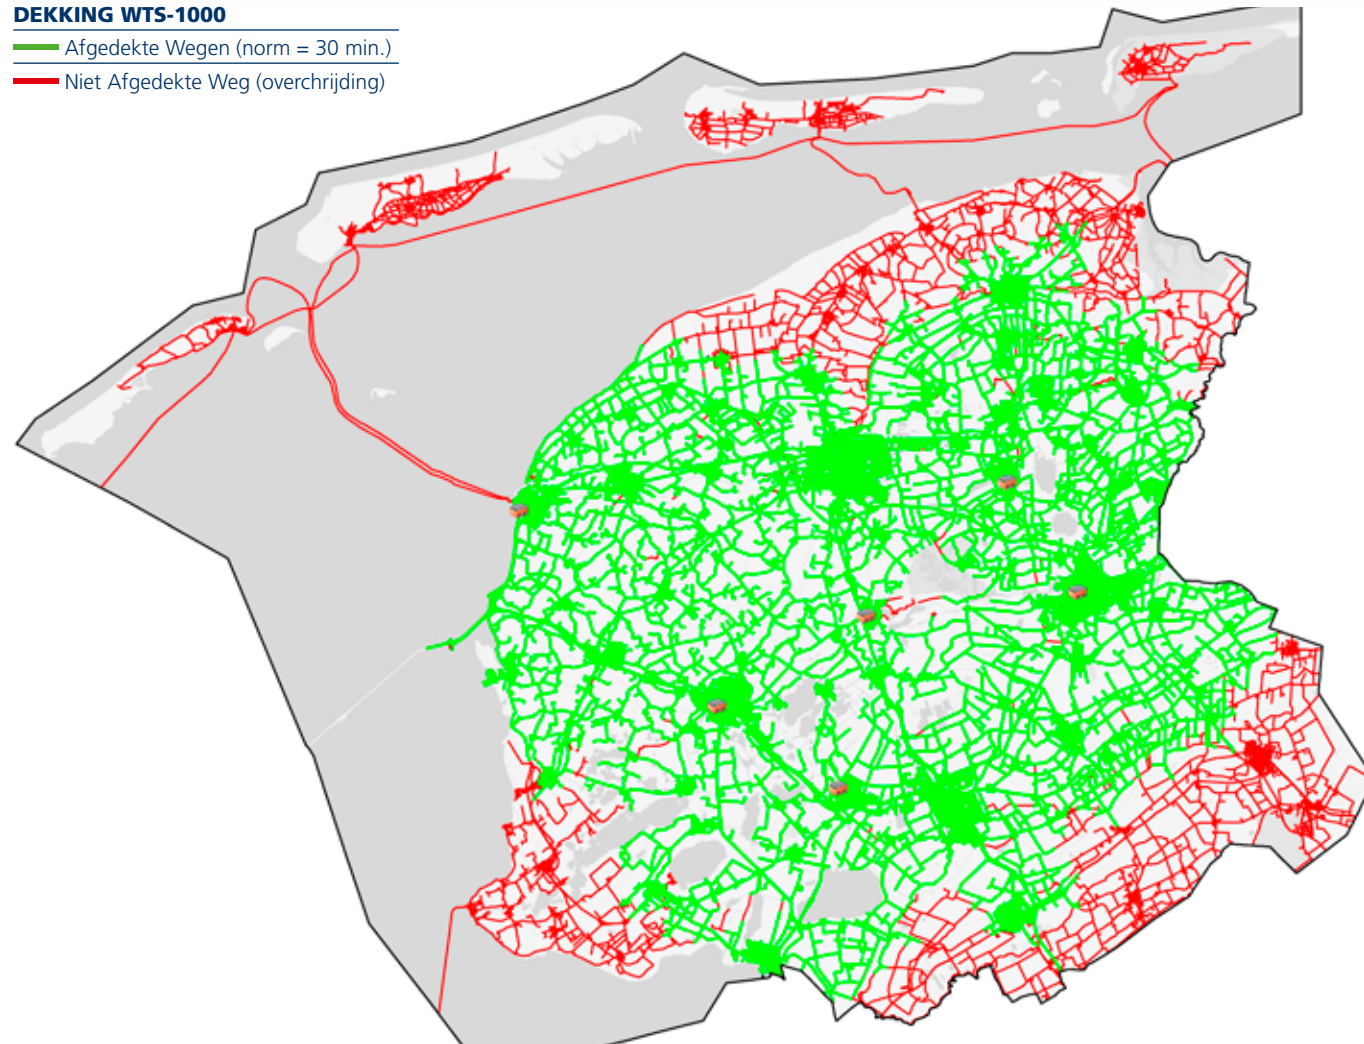 DEKKING WTS-1000
Afgedekte Wegen (norm = 30 min.)
Niet Afgedekte Weg (overchrijding)